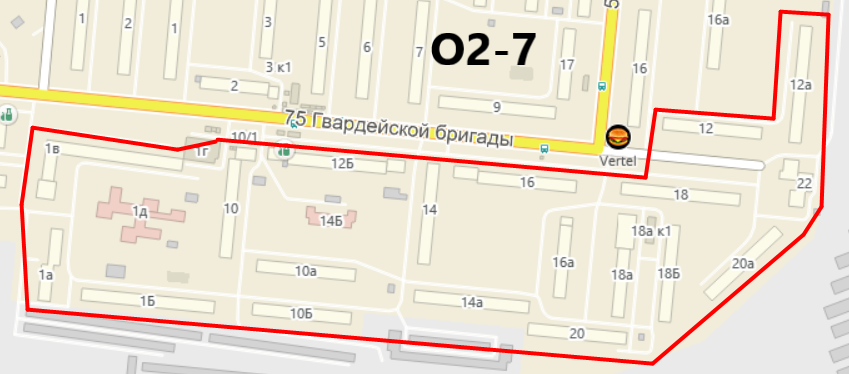 5
1
2
1
3
5
6
7
О2-7
17
16
16а
12а
3 к1
2
9
75 Гвардейской бригады
12
Vertel
1в
1г
10/1
12Б
16
18
22
1д
10
14Б
14
18а к1
16а
18а
18Б
20а
1а
10а
1Б
10Б
14а
20